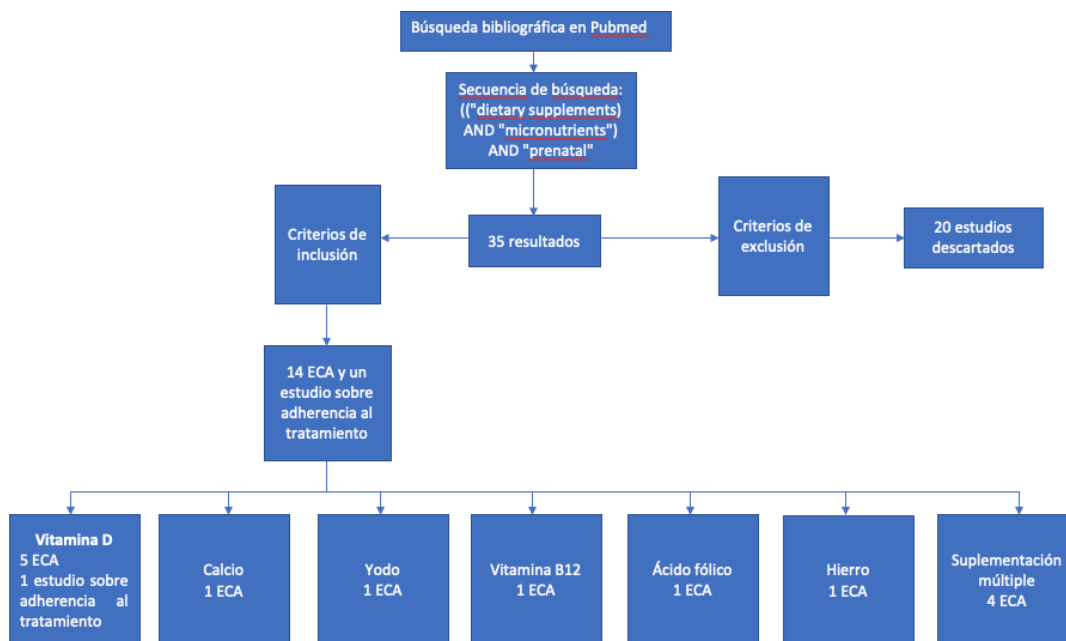 Búsqueda bibliográfica en Pubmed
Secuencia de búsqueda:
(("dietary supplements)
AND "micronutrients")
AND "prenatal"
Criterios de
inclusión
35 resultados
Criterios de
exclusión
20 estudios
descartados
14 ECA y un
estudio sobre
adherencia al
tratamiento
Vitamina D
5 ECA
1 estudio sobre
adherencia al
tratamiento
Calcio
1 ECA
Yodo
1 ECA
Vitamina B12
1 ECA
Ácido fólico
1 ECA
Hierro
1 ECA
Suplementación
múltiple
4 ECA